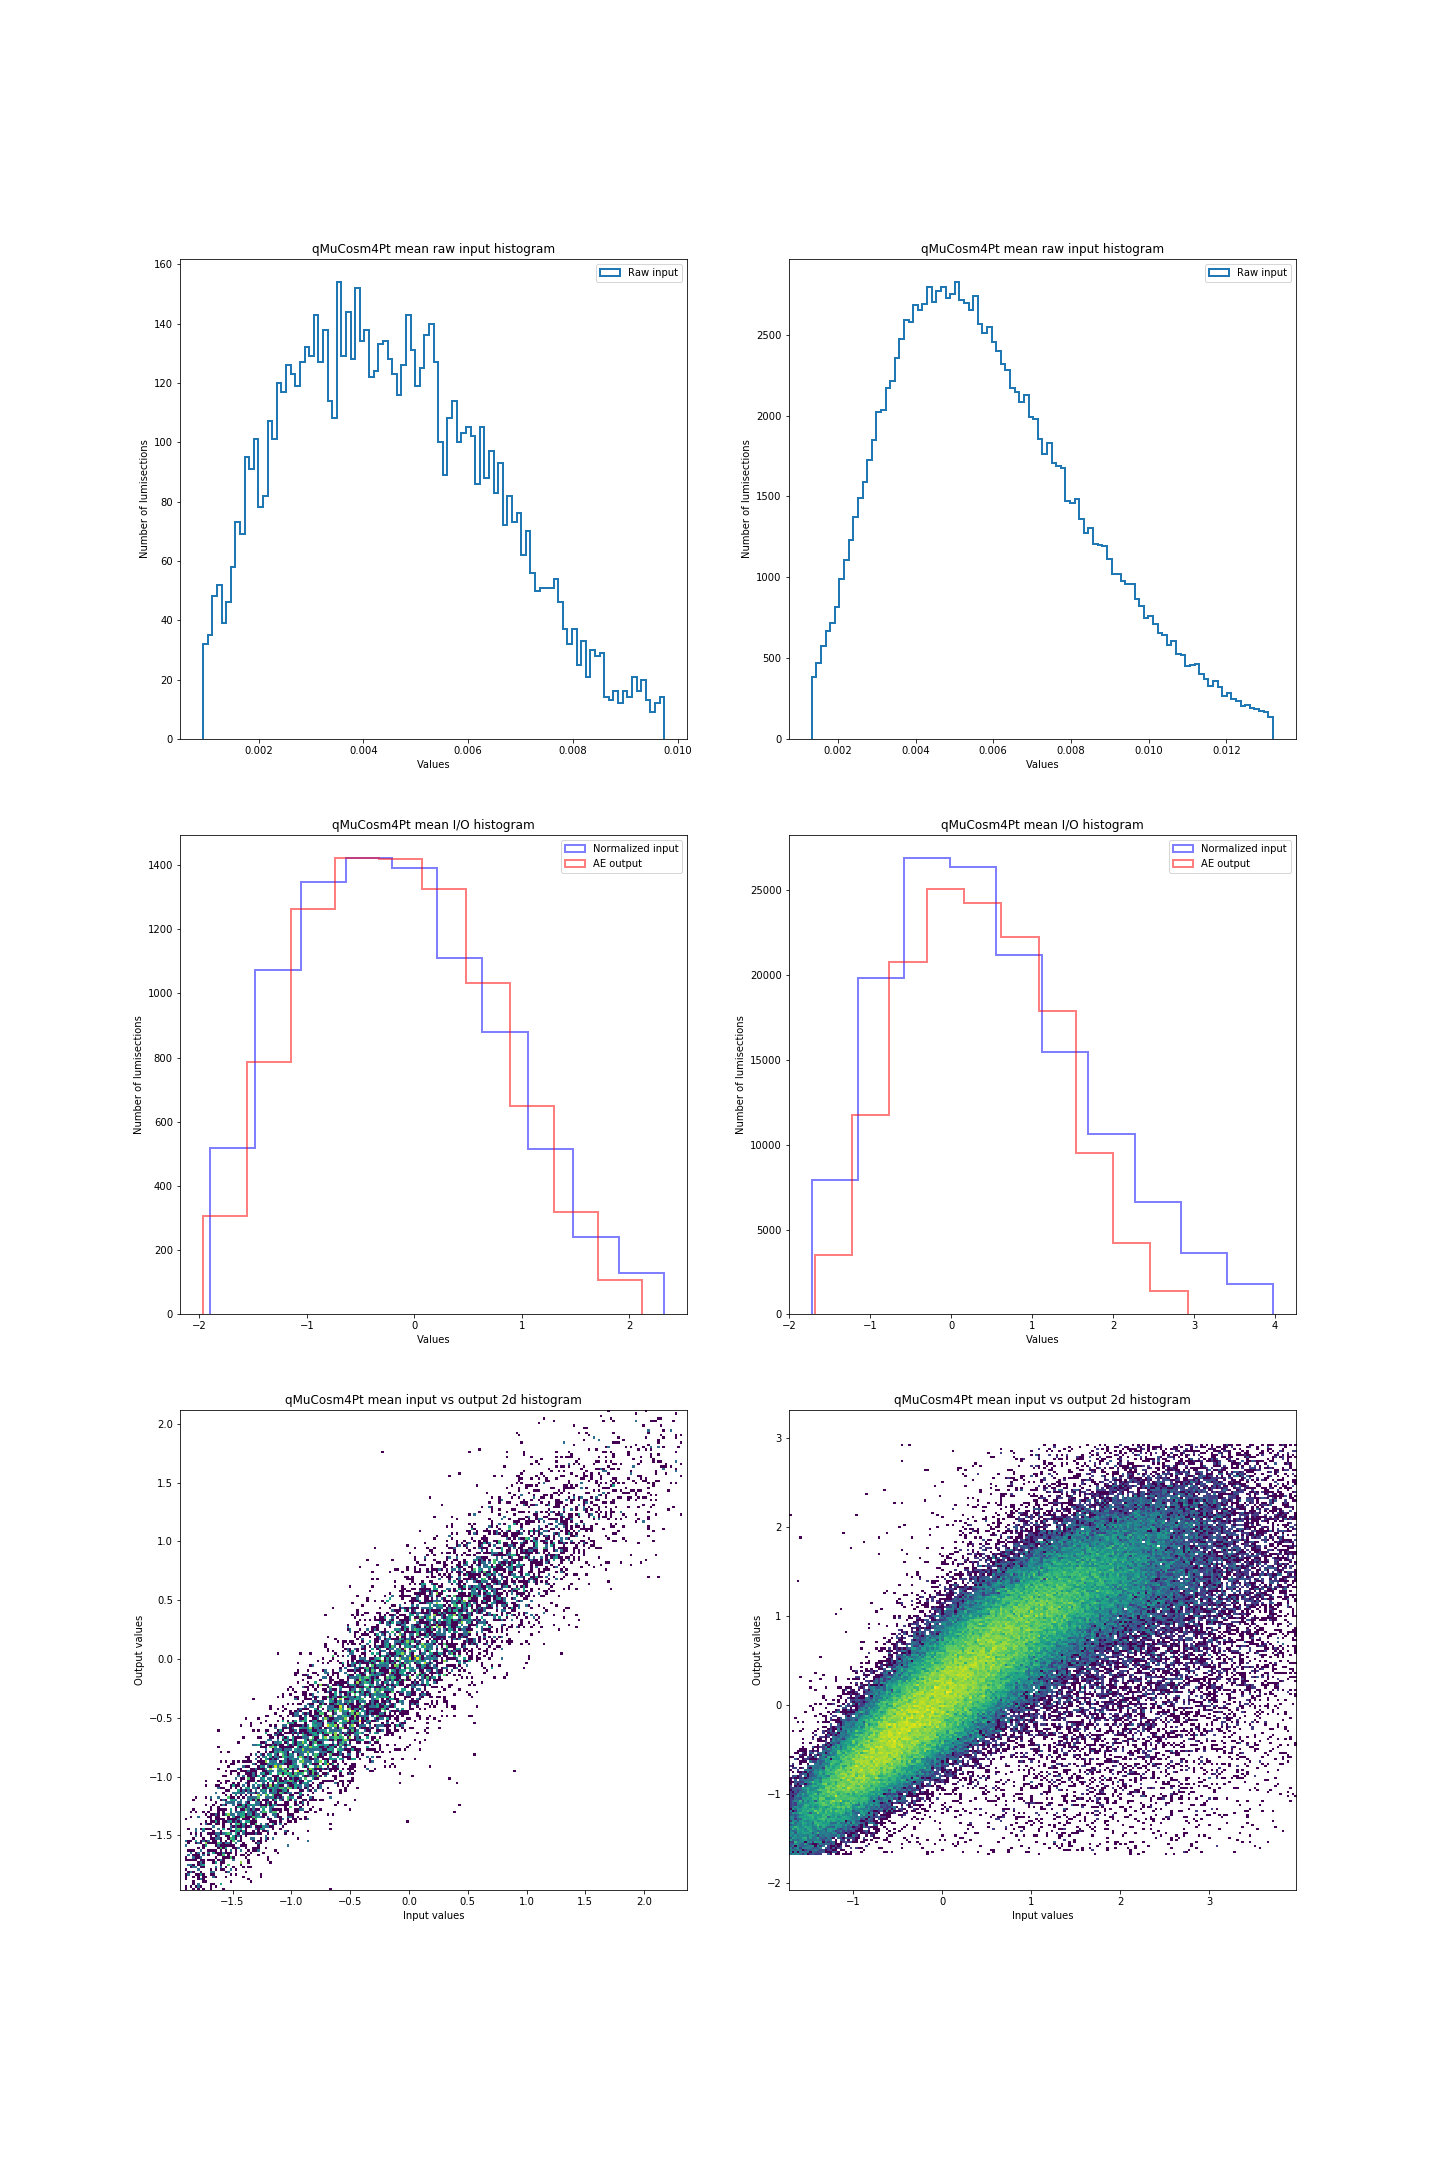 qMuCosm4Pt mean raw input histogram
Raw input
160
140
120
100
80
60
40
20
0
Number of lumisections
0.002 0.004 0.006 0.008 0.010
Values
qMuCosm4Pt mean raw input histogram
Raw input
2500
2000
1500
1000
500
0
Number of lumisections
0.002 0.004 0.006 0.008 0.010 0.012
Values
qMuCosm4Pt mean I/O histogram
Normalized input
AE output
1400
1200
1000
800
600
400
200
0
Number of lumisections
−2 −1 0 1 2
Values
qMuCosm4Pt mean I/O histogram
Normalized input
AE output
25000
20000
15000
10000
5000
0
Number of lumisections
−2 −1 0 1 2 3 4
Values
qMuCosm4Pt mean input vs output 2d histogram
2.0
1.5
1.0
0.5
0.0
−0.5
−1.0
−1.5
Output values
−1.5 −1.0 −0.5 0.0 0.5 1.0 1.5 2.0
Input values
qMuCosm4Pt mean input vs output 2d histogram
3
2
1
0
−1
−2
Output values
−1 0 1 2 3
Input values